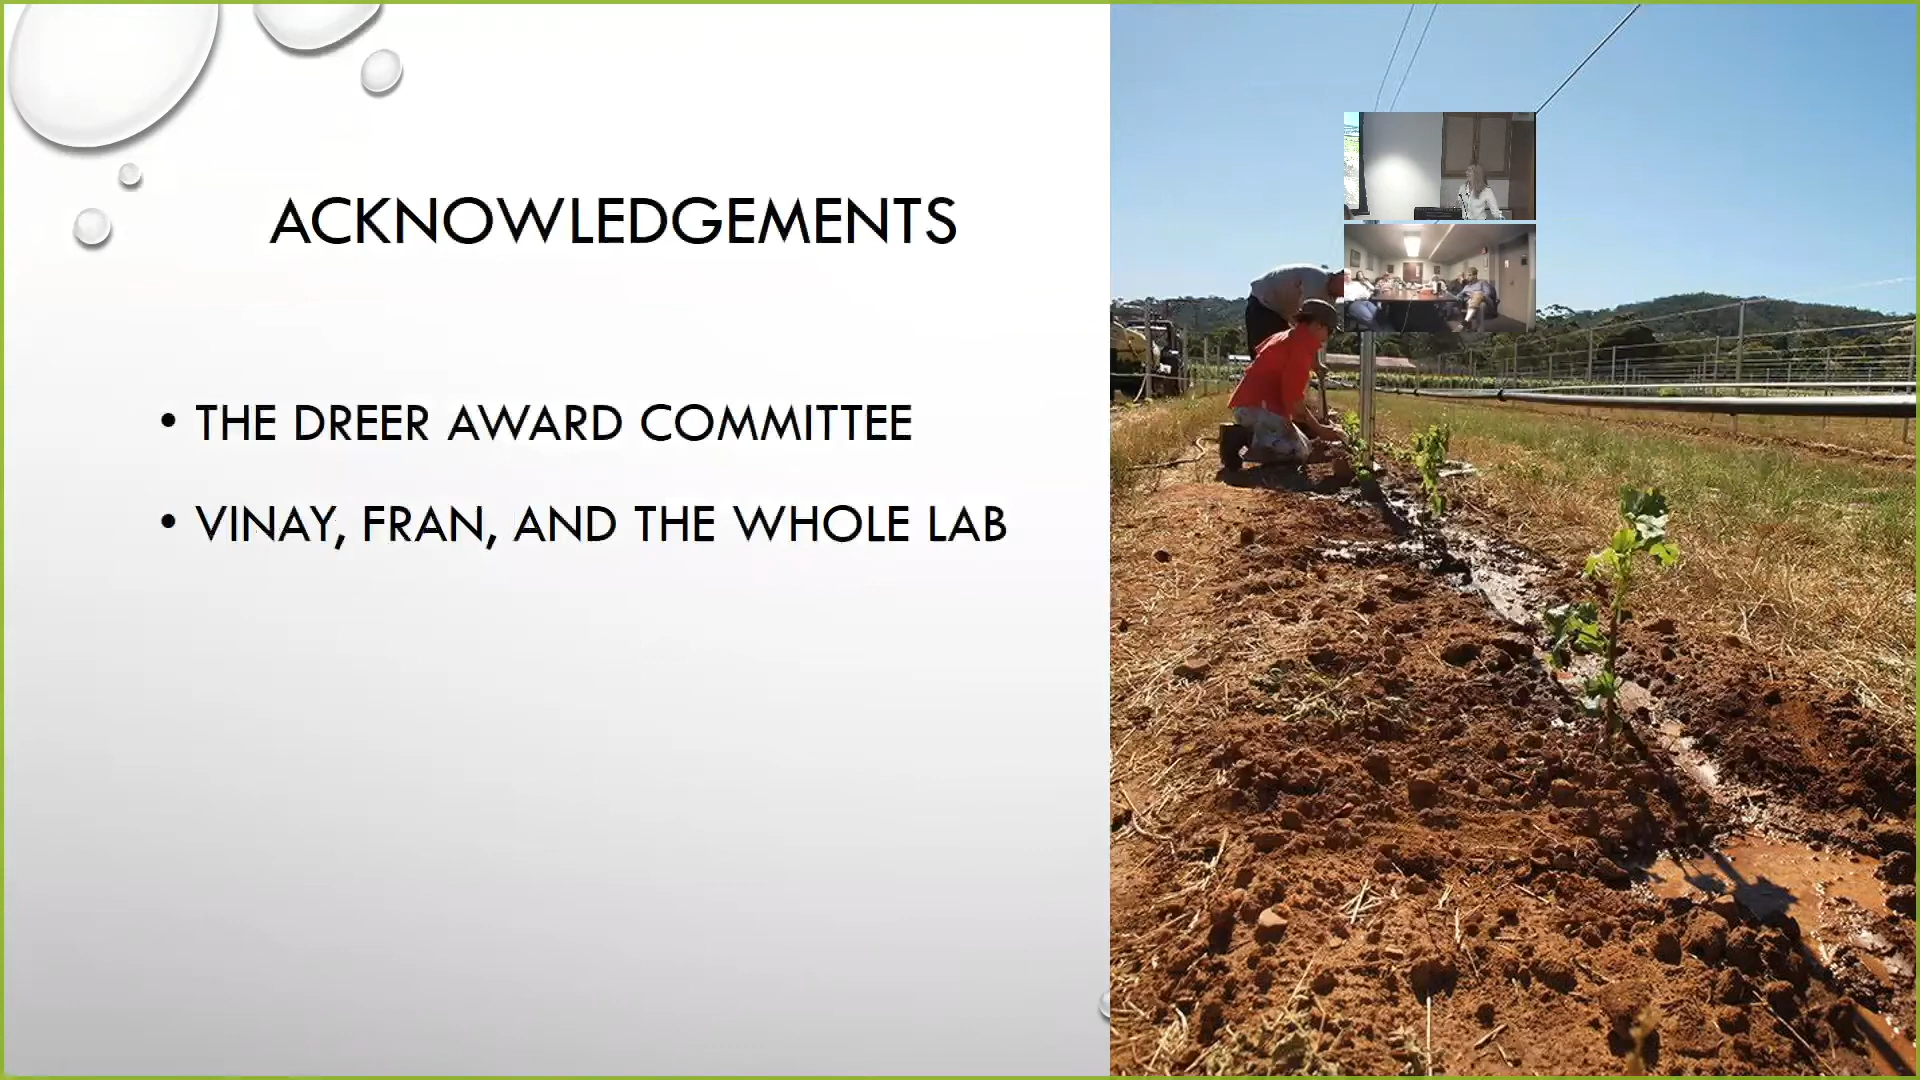 ACKNOWLEDGEMENTS
• THE DREER AWARD COMMITTEE
• VINAY, FRAN, AND THE WHOLE LAB